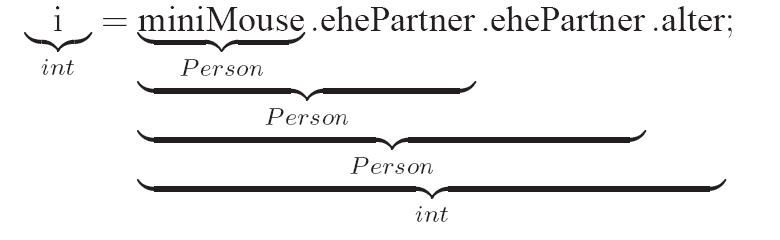 i = miniMouse.ehePartner.ehePartner.alter;
int Person
Person
Person
int